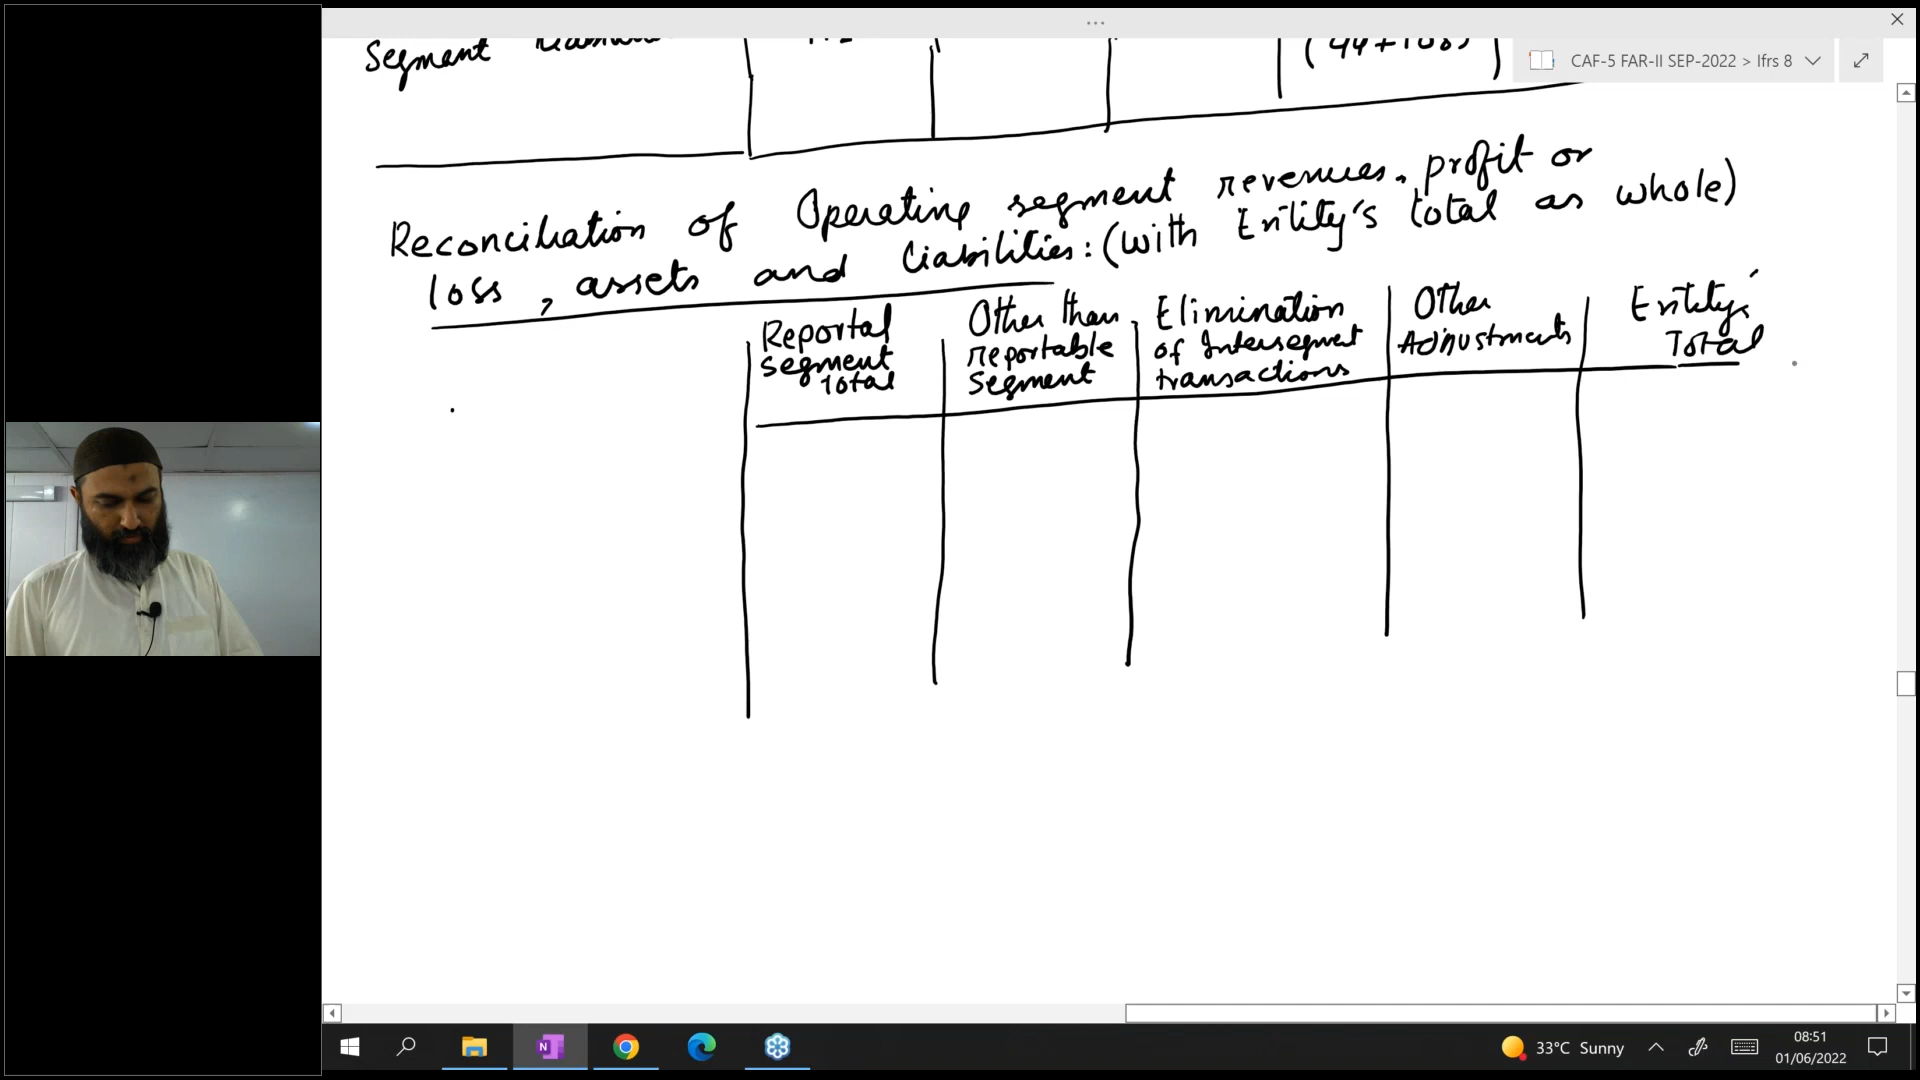 Segment
(44+108)
CAF-5 FAR-II SEP-2022 > Ifrs 8
Reconciliation of Operating segment revenues, profit or
loss, assets and Liabilities: (with Entity's total as whole)
Reportal
segment
Total
Other than
reportable
segment
Elimination
of Intersegment
transactions
Other
Adjustments
Entity's
Total
33°C Sunny
08:51
01/06/2022